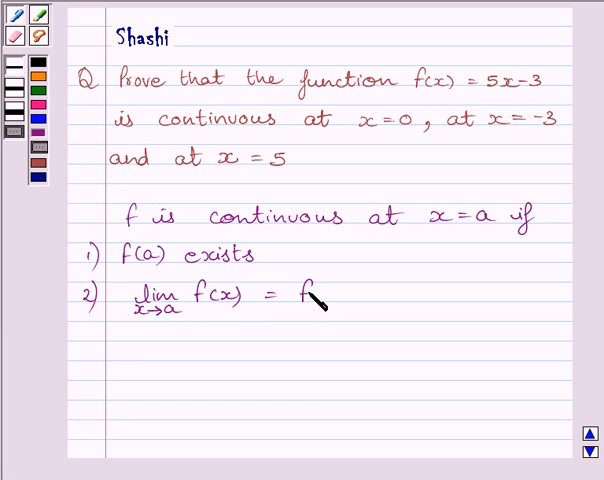 Shashi
Q Prove that the function f(x) = 5x-3
is continuous at x=0, at x=-3
and at x = 5
f is continuous at x=a if
1) f(a) exists
2) lim f(x) = f
x→a